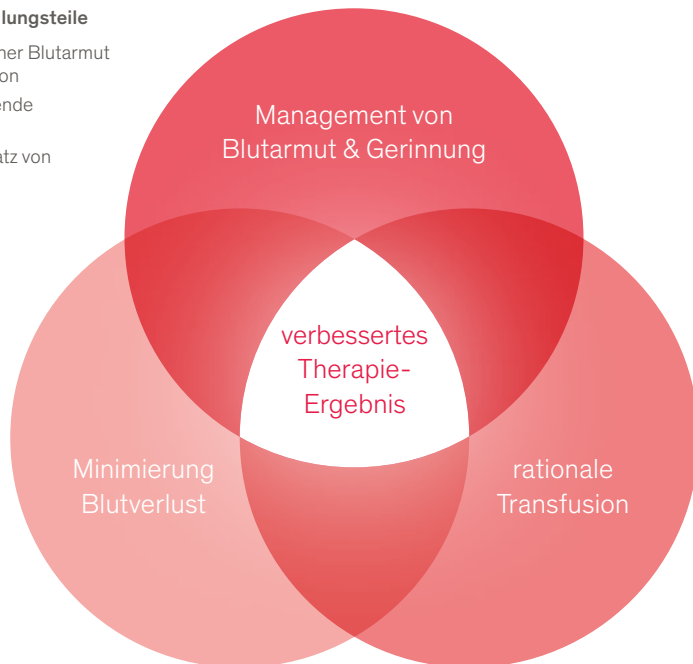 lungsteile
ner Blutarmut
on
ende
atz von
Management von
Blutarmut & Gerinnung
verbessertes
Therapie-
Ergebnis
Minimierung
Blutverlust
rationale
Transfusion